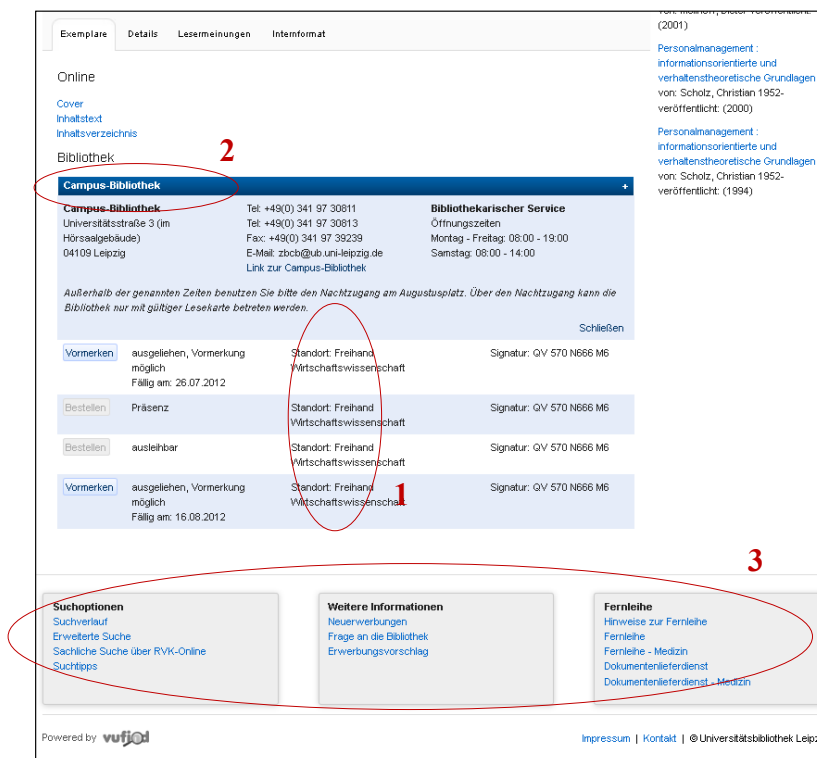 Exemplare Details Lesermeinungen Internformat
Online
Cover
Inhaltstext
Inhaltsverzeichnis
Bibliothek
2
Campus-Bibliothek +
Campus-Bibliothek
Universitätsstraße 3 (im
Hörsaalgebäude)
04109 Leipzig
Tel: +49(0) 341 97 30811
Tel: +49(0) 341 97 30813
Fax: +49(0) 341 97 39239
E-Mail: zbcb@ub.uni-leipzig.de
Link zur Campus-Bibliothek
Bibliothekarischer Service
Öffnungszeiten
Montag - Freitag: 08:00 - 19:00
Samstag: 08:00 - 14:00
Außerhalb der genannten Zeiten benutzen Sie bitte den Nachtzugang am Augustusplatz. Über den Nachtzugang kann die
Bibliothek nur mit gültiger Lesekarte betreten werden.
Schließen
Vormerken
ausgeliehen, Vormerkung
möglich
Fällig am: 26.07.2012
Standort: Freihand
Wirtschaftswissenschaft
Signatur: QV 570 N666 M6
Bestellen
Präsenz
Standort: Freihand
Wirtschaftswissenschaft
Signatur: QV 570 N666 M6
Bestellen
ausleihbar
Standort: Freihand
Wirtschaftswissenschaft
Signatur: QV 570 N666 M6
Vormerken
ausgeliehen, Vormerkung
möglich
Fällig am: 16.08.2012
Standort: Freihand
Wirtschaftswissenschaft
Signatur: QV 570 N666 M6
1
(2001)
Personalmanagement :
informationsorientierte und
verhaltenstheoretische Grundlagen
von: Scholz, Christian 1952-
veröffentlicht: (2000)
Personalmanagement :
informationsorientierte und
verhaltenstheoretische Grundlagen
von: Scholz, Christian 1952-
veröffentlicht: (1994)
3
Suchoptionen
Suchverlauf
Erweiterte Suche
Sachliche Suche über RVK-Online
Suchtipps
Weitere Informationen
Neuerwerbungen
Frage an die Bibliothek
Erwerbungsvorschlag
Fernleihe
Hinweise zur Fernleihe
Fernleihe
Fernleihe - Medizin
Dokumentenlieferdienst
Dokumentenlieferdienst - Medizin
Powered by vufind
Impressum | Kontakt | © Universitätsbibliothek Leipz